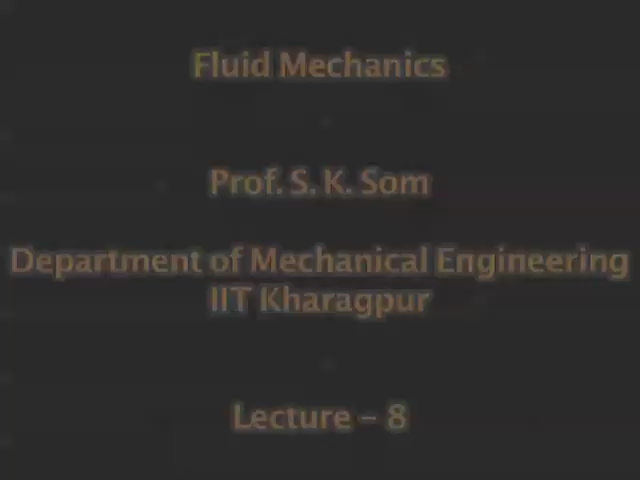 Fluid Mechanics
Prof. S. K. Som
Department of Mechanical Engineering
IIT Kharagpur
Lecture – 8